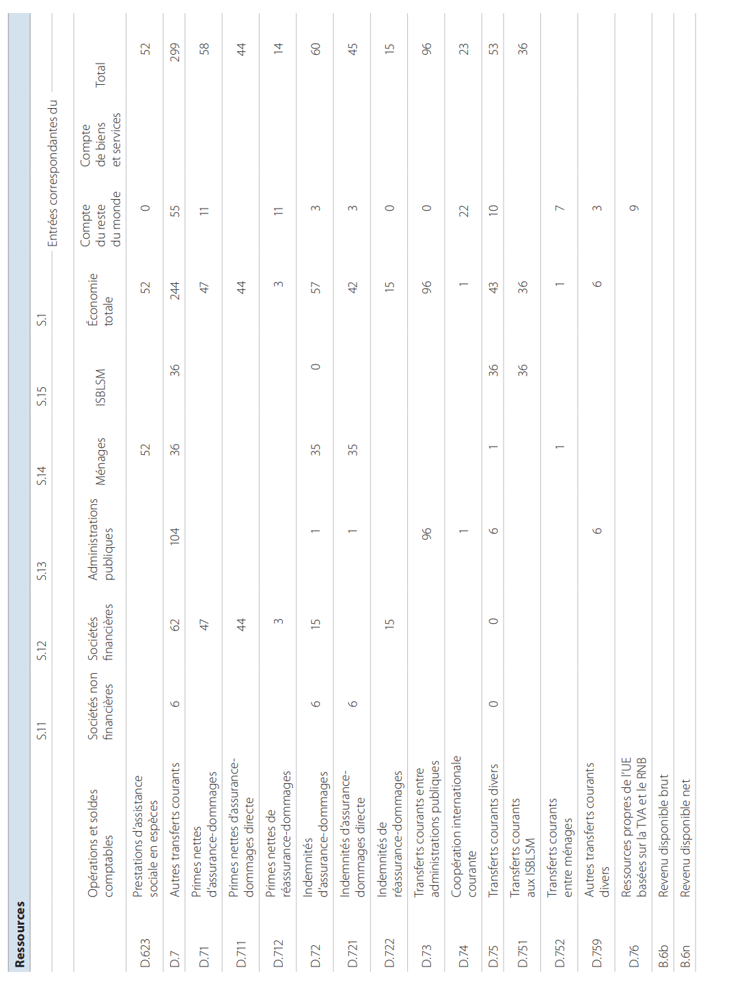 Ressources
S.11 S.12 S.13 S.14 S.15 S.1 Entrées correspondantes du
Opérations et soldes comptables Sociétés non financières Sociétés financières Administrations publiques Ménages ISBLSM Économie totale Compte du reste du monde Compte de biens et services Total
D.623 Prestations d’assistance sociale en espèces 52 52 0 52
D.7 Autres transferts courants 6 62 104 36 36 244 55 299
D.71 Primes nettes d’assurance-dommages 47 47 11 58
D.711 Primes nettes d’assurance-dommages directe 44 44 44
D.712 Primes nettes de réassurance-dommages 3 3 11 14
D.72 Indemnités d’assurance-dommages 6 15 1 35 0 57 3 60
D.721 Indemnités d’assurance-dommages directe 6 1 35 42 3 45
D.722 Indemnités de réassurance-dommages 15 15 0 15
D.73 Transferts courants entre administrations publiques 96 96 0 96
D.74 Coopération internationale courante 1 1 22 23
D.75 Transferts courants divers 0 0 6 1 36 43 10 53
D.751 Transferts courants aux ISBLSM 36 36 36
D.752 Transferts courants entre ménages 1 1 7
D.759 Autres transferts courants divers 6 6 3
D.76 Ressources propres de l’UE basées sur la TVA et le RNB 9
B.6b Revenu disponible brut
B.6n Revenu disponible net